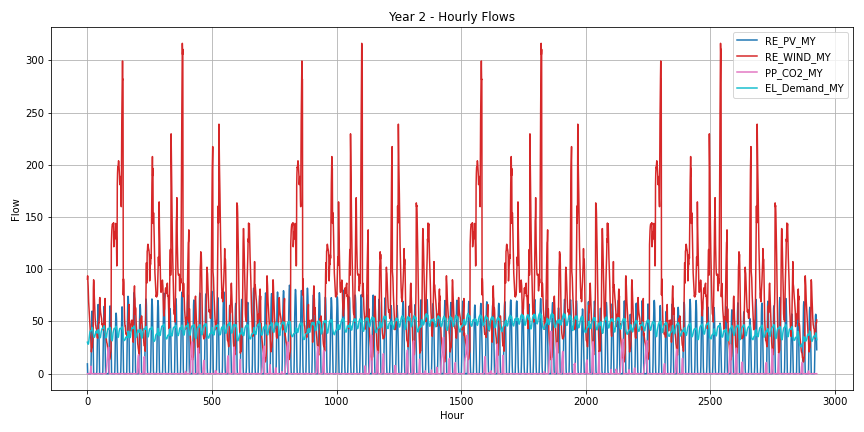 Year 2 - Hourly Flows
RE_PV_MY
RE_WIND_MY
PP_CO2_MY
EL_Demand_MY
300
250
200
150
100
50
0
Flow
0 500 1000 1500 2000 2500 3000
Hour